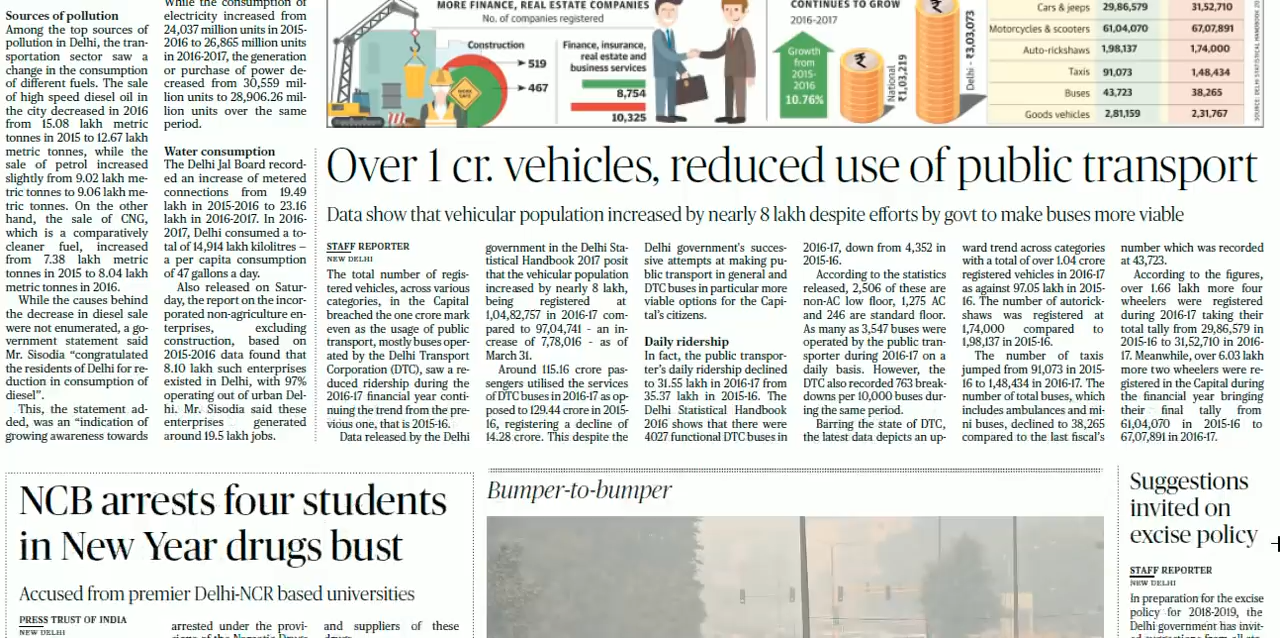 Sources of pollution
Among the top sources of
pollution in Delhi, the tran-
sportation sector saw a
change in the consumption
of different fuels. The sale
of high speed diesel oil in
the city decreased in 2016
from 15.08 lakh metric
tonnes in 2015 to 12.67 lakh
metric tonnes, while the
sale of petrol increased
slightly from 9.02 lakh me-
tric tonnes to 9.06 lakh me-
tric tonnes. On the other
hand, the sale of CNG,
which is a comparatively
cleaner fuel, increased
from 7.38 lakh metric
tonnes in 2015 to 8.04 lakh
metric tonnes in 2016.
While the causes behind
the decrease in diesel sale
were not enumerated, a go-
vernment statement said
Mr. Sisodia "congratulated
the residents of Delhi for re-
duction in consumption of
diesel".
This, the statement ad-
ded, was an "indication of
growing awareness towards
While the consumption of
electricity increased from
24,037 million units in 2015-
2016 to 26,865 million units
in 2016-2017, the generation
or purchase of power de-
creased from 30,559 mil-
lion units to 28,906.26 mil-
lion units over the same
period.
Water consumption
The Delhi Jal Board record-
ed an increase of metered
connections from 19.49
lakh in 2015-2016 to 23.16
lakh in 2016-2017. In 2016-
2017, Delhi consumed a to-
tal of 14,914 lakh kilolitres –
a per capita consumption
of 47 gallons a day.
Also released on Satur-
day, the report on the incor-
porated non-agriculture en-
terprises, excluding
construction, based on
2015-2016 data found that
8.10 lakh such enterprises
existed in Delhi, with 97%
operating out of urban Del-
hi. Mr. Sisodia said these
enterprises generated
around 19.5 lakh jobs.
MORE FINANCE, REAL ESTATE COMPANIES
No. of companies registered
Construction
519
467
WORK
SAFE
Finance, insurance,
real estate and
business services
8,754
10,325
CONTINUES TO GROW
2016-2017
Growth
from
2015-
2016
10.76%
₹
National
₹1,03,219
₹
Delhi - ₹3,03,073
Cars & jeeps 29,86,579 31,52,710
Motorcycles & scooters 61,04,070 67,07,891
Auto-rickshaws 1,98,137 1,74,000
Taxis 91,073 1,48,434
Buses 43,723 38,265
Goods vehicles 2,81,159 2,31,767
SOURCE: DELHI STATISTICAL HANDBOOK
Over 1 cr. vehicles, reduced use of public transport
Data show that vehicular population increased by nearly 8 lakh despite efforts by govt to make buses more viable
STAFF REPORTER
NEW DELHI
The total number of regis-
tered vehicles, across various
categories, in the Capital
breached the one crore mark
even as the usage of public
transport, mostly buses oper-
ated by the Delhi Transport
Corporation (DTC), saw a re-
duced ridership during the
2016-17 financial year conti-
nuing the trend from the pre-
vious one, that is 2015-16.
Data released by the Delhi
government in the Delhi Sta-
tistical Handbook 2017 posit
that the vehicular population
increased by nearly 8 lakh,
being registered at
1,04,82,757 in 2016-17 com-
pared to 97,04,741 - an in-
crease of 7,78,016 - as of
March 31.
Around 115.16 crore pas-
sengers utilised the services
of DTC buses in 2016-17 as op-
posed to 129.44 crore in 2015-
16, registering a decline of
14.28 crore. This despite the
Delhi government's succes-
sive attempts at making pu-
blic transport in general and
DTC buses in particular more
viable options for the Capi-
tal's citizens.
Daily ridership
In fact, the public transpor-
ter's daily ridership declined
to 31.55 lakh in 2016-17 from
35.37 lakh in 2015-16. The
Delhi Statistical Handbook
2016 shows that there were
4027 functional DTC buses in
2016-17, down from 4,352 in
2015-16.
According to the statistics
released, 2,506 of these are
non-AC low floor, 1,275 AC
and 246 are standard floor.
As many as 3,547 buses were
operated by the public tran-
sporter during 2016-17 on a
daily basis. However, the
DTC also recorded 763 break-
downs per 10,000 buses dur-
ing the same period.
Barring the state of DTC,
the latest data depicts an up-
ward trend across categories
with a total of over 1.04 crore
registered vehicles in 2016-17
as against 97.05 lakh in 2015-
16. The number of autorick-
shaws was registered at
1,74,000 compared to
1,98,137 in 2015-16.
The number of taxis
jumped from 91,073 in 2015-
16 to 1,48,434 in 2016-17. The
number of total buses, which
includes ambulances and mi-
ni buses, declined to 38,265
compared to the last fiscal's
number which was recorded
at 43,723.
According to the figures,
over 1.66 lakh more four
wheelers were registered
during 2016-17 taking their
total tally from 29,86,579 in
2015-16 to 31,52,710 in 2016-
17. Meanwhile, over 6.03 lakh
more two wheelers were re-
gistered in the Capital during
the financial year bringing
their final tally from
61,04,070 in 2015-16 to
67,07,891 in 2016-17.
NCB arrests four students
in New Year drugs bust
Accused from premier Delhi-NCR based universities
PRESS TRUST OF INDIA
NEW DELHI
arrested under the provi-
and suppliers of these
Bumper-to-bumper
Suggestions
invited on
excise policy
STAFF REPORTER
NEW DELHI
in preparation for the excise
policy for 2018-2019, the
Delhi government has invit-